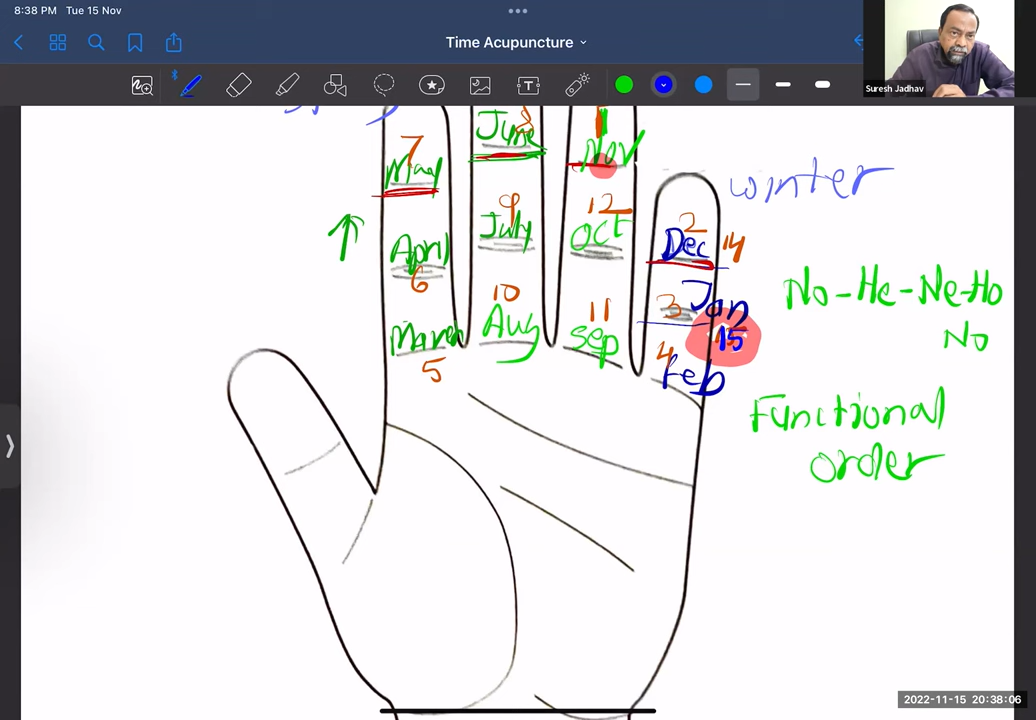 8:38 PM Tue 15 Nov
Time Acupuncture
Suresh Jadhav
7
May
June
Nov
winter
April
6
9
July
12
Oct
2
Dec
14
March
5
10
Aug
11
Sep
3
Jan
15
4
Feb
No-He-Ne-Ho
No
Functional
order
2022-11-15 20:38:06